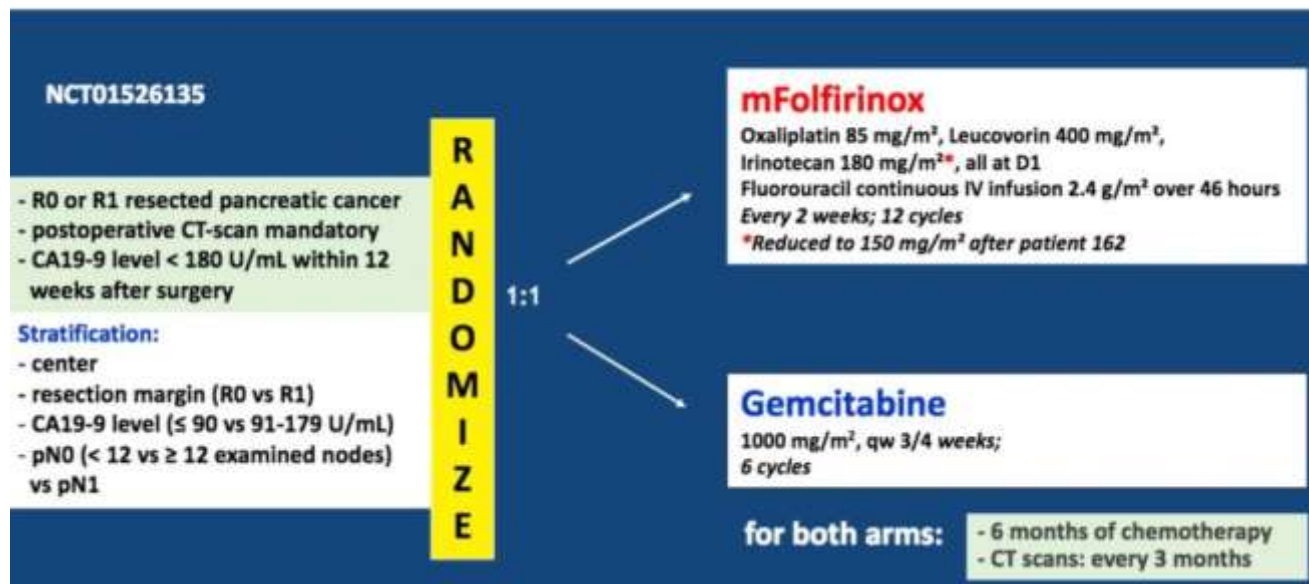 NCT01526135
- R0 or R1 resected pancreatic cancer
- postoperative CT-scan mandatory
- CA19-9 level < 180 U/mL within 12
weeks after surgery
Stratification:
- center
- resection margin (R0 vs R1)
- CA19-9 level (≤ 90 vs 91-179 U/mL)
- pN0 (< 12 vs ≥ 12 examined nodes)
vs pN1
R
A
N
D
O
M
I
Z
E
1:1
mFolfirinox
Oxaliplatin 85 mg/m², Leucovorin 400 mg/m²,
Irinotecan 180 mg/m²*, all at D1
Fluorouracil continuous IV infusion 2.4 g/m² over 46 hours
Every 2 weeks; 12 cycles
*Reduced to 150 mg/m² after patient 162
Gemcitabine
1000 mg/m², qw 3/4 weeks;
6 cycles
for both arms:
- 6 months of chemotherapy
- CT scans: every 3 months